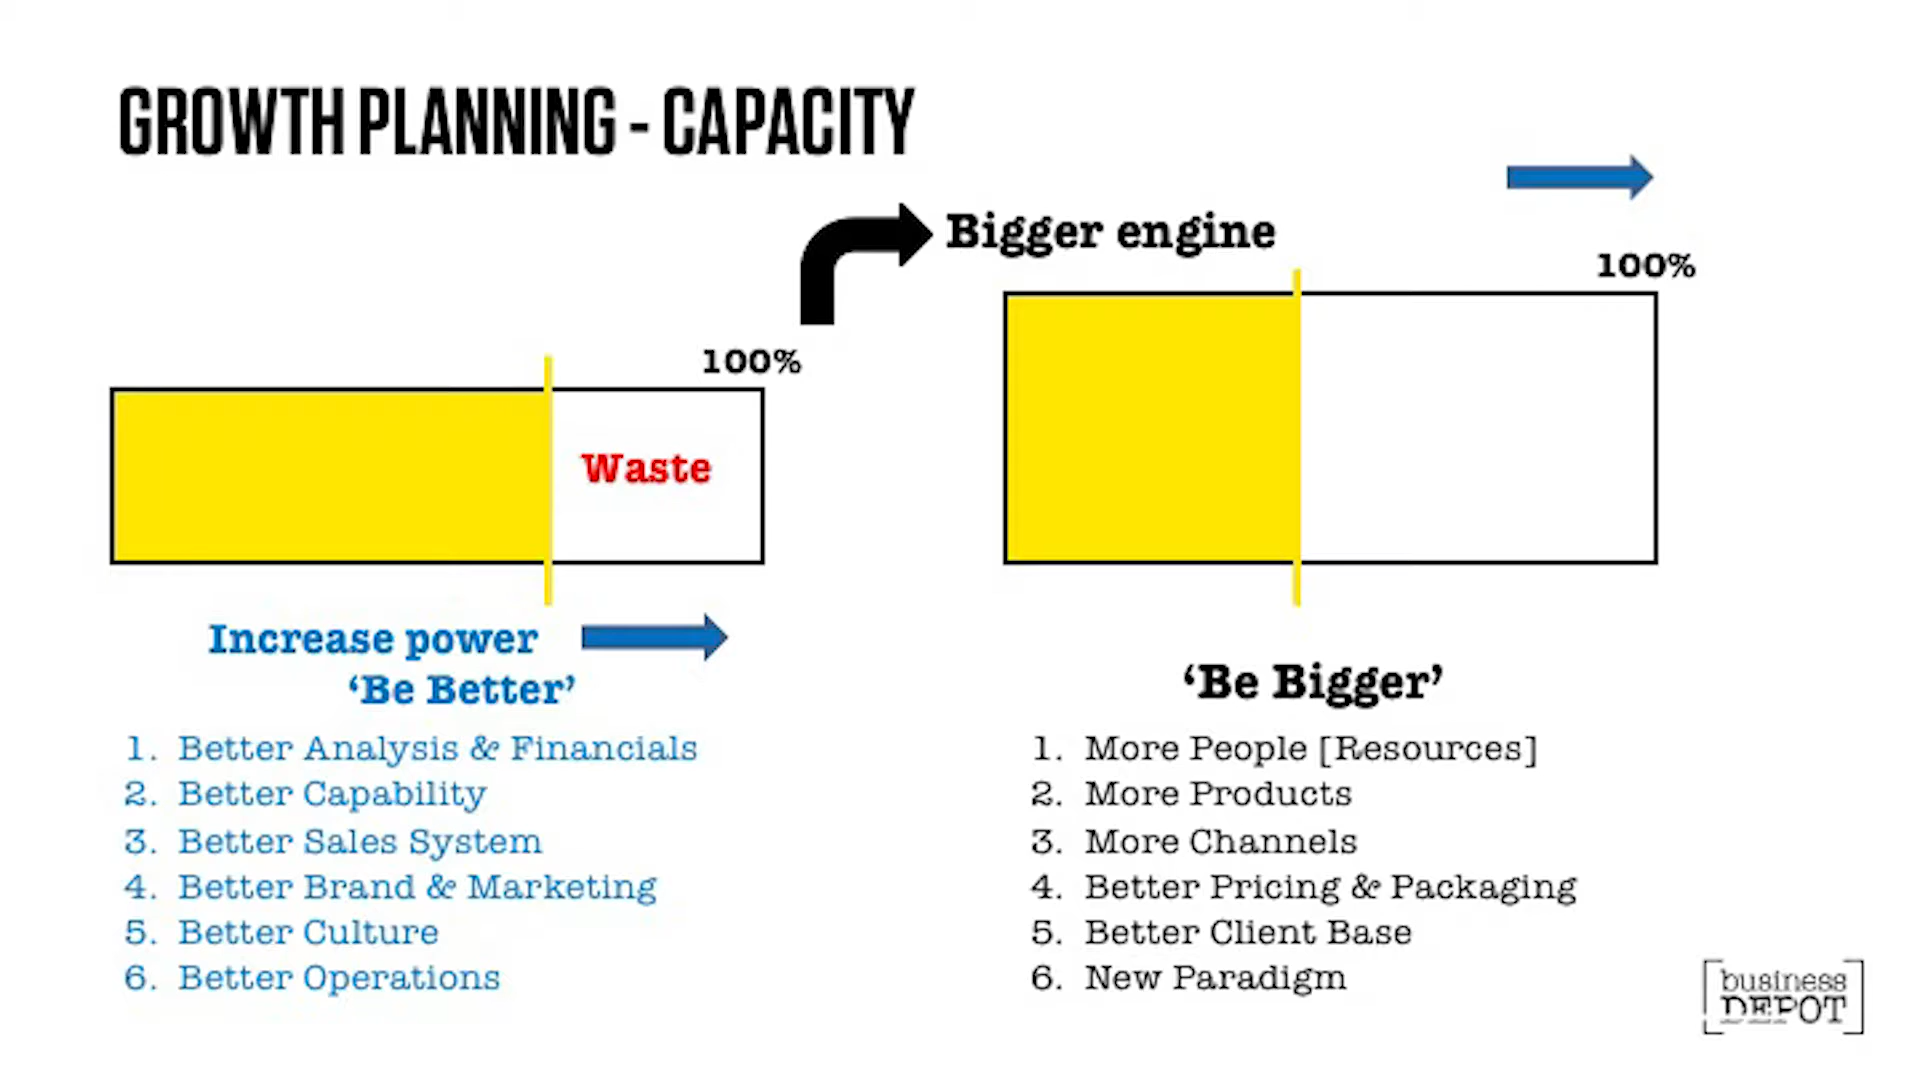 GROWTH PLANNING - CAPACITY
Bigger engine
100%
100%
Waste
Increase power
‘Be Better’
1. Better Analysis & Financials
2. Better Capability
3. Better Sales System
4. Better Brand & Marketing
5. Better Culture
6. Better Operations
‘Be Bigger’
1. More People [Resources]
2. More Products
3. More Channels
4. Better Pricing & Packaging
5. Better Client Base
6. New Paradigm
business
DEPOT